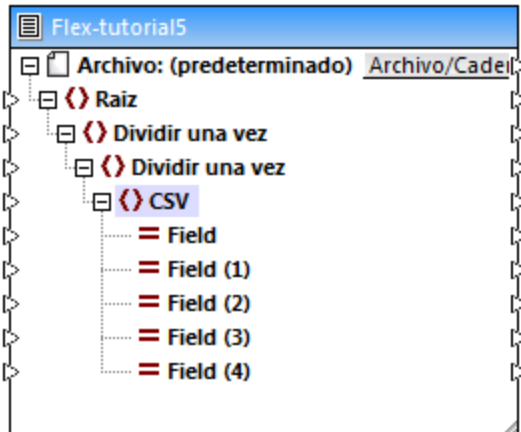 Flex-tutorial5
Archivo: (predeterminado) Archivo/Cader
Raiz
Dividir una vez
Dividir una vez
CSV
Field
Field (1)
Field (2)
Field (3)
Field (4)